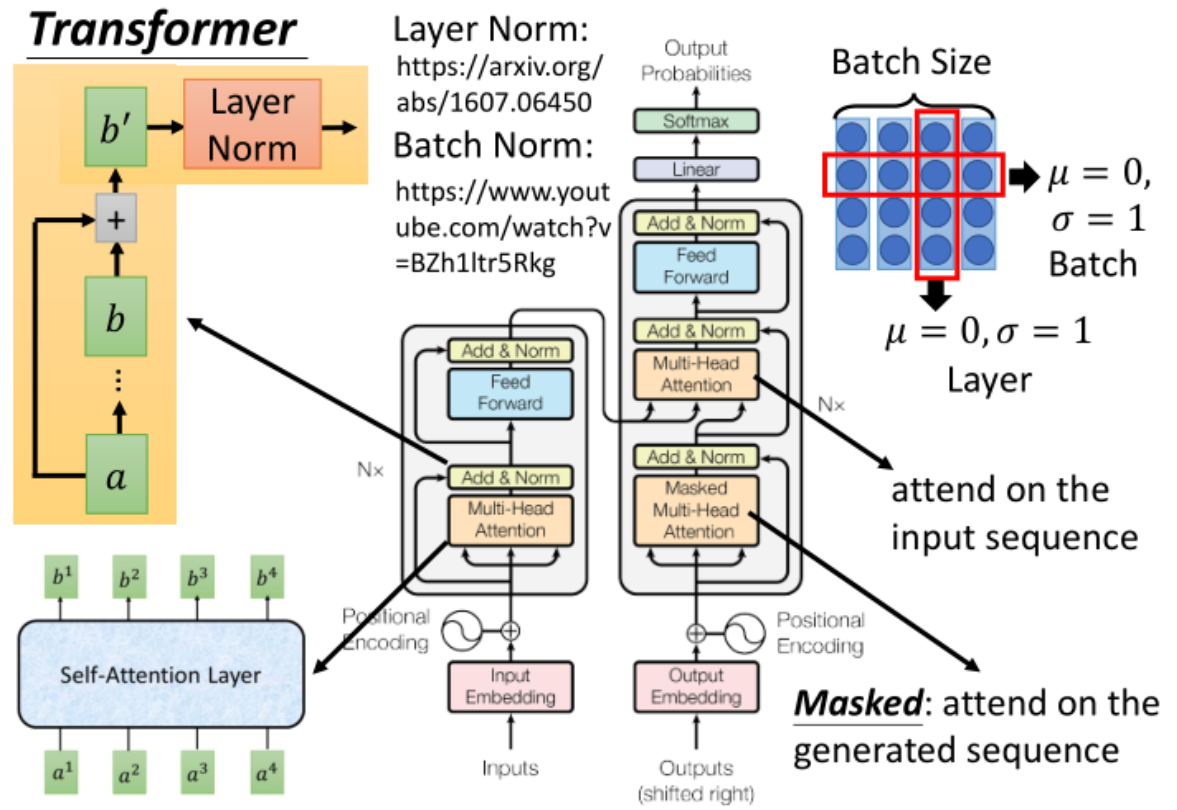 Transformer
b′
Layer
Norm
+
b
⋮
a
Layer Norm:
https://arxiv.org/
abs/1607.06450
Batch Norm:
https://www.yout
ube.com/watch?v
=BZh1ltr5Rkg
Output
Probabilities
Softmax
Linear
Add & Norm
Feed
Forward
Add & Norm
Multi-Head
Attention
N×
Add & Norm
Masked
Multi-Head
Attention
Positional
Encoding
Output
Embedding
Outputs
(shifted right)
Add & Norm
Feed
Forward
N×
Add & Norm
Multi-Head
Attention
Positional
Encoding
Input
Embedding
Inputs
Batch Size
μ = 0,
σ = 1
Batch
μ = 0, σ = 1
Layer
attend on the
input sequence
Masked: attend on the
generated sequence
b¹ b² b³ b⁴
Self-Attention Layer
a¹ a² a³ a⁴